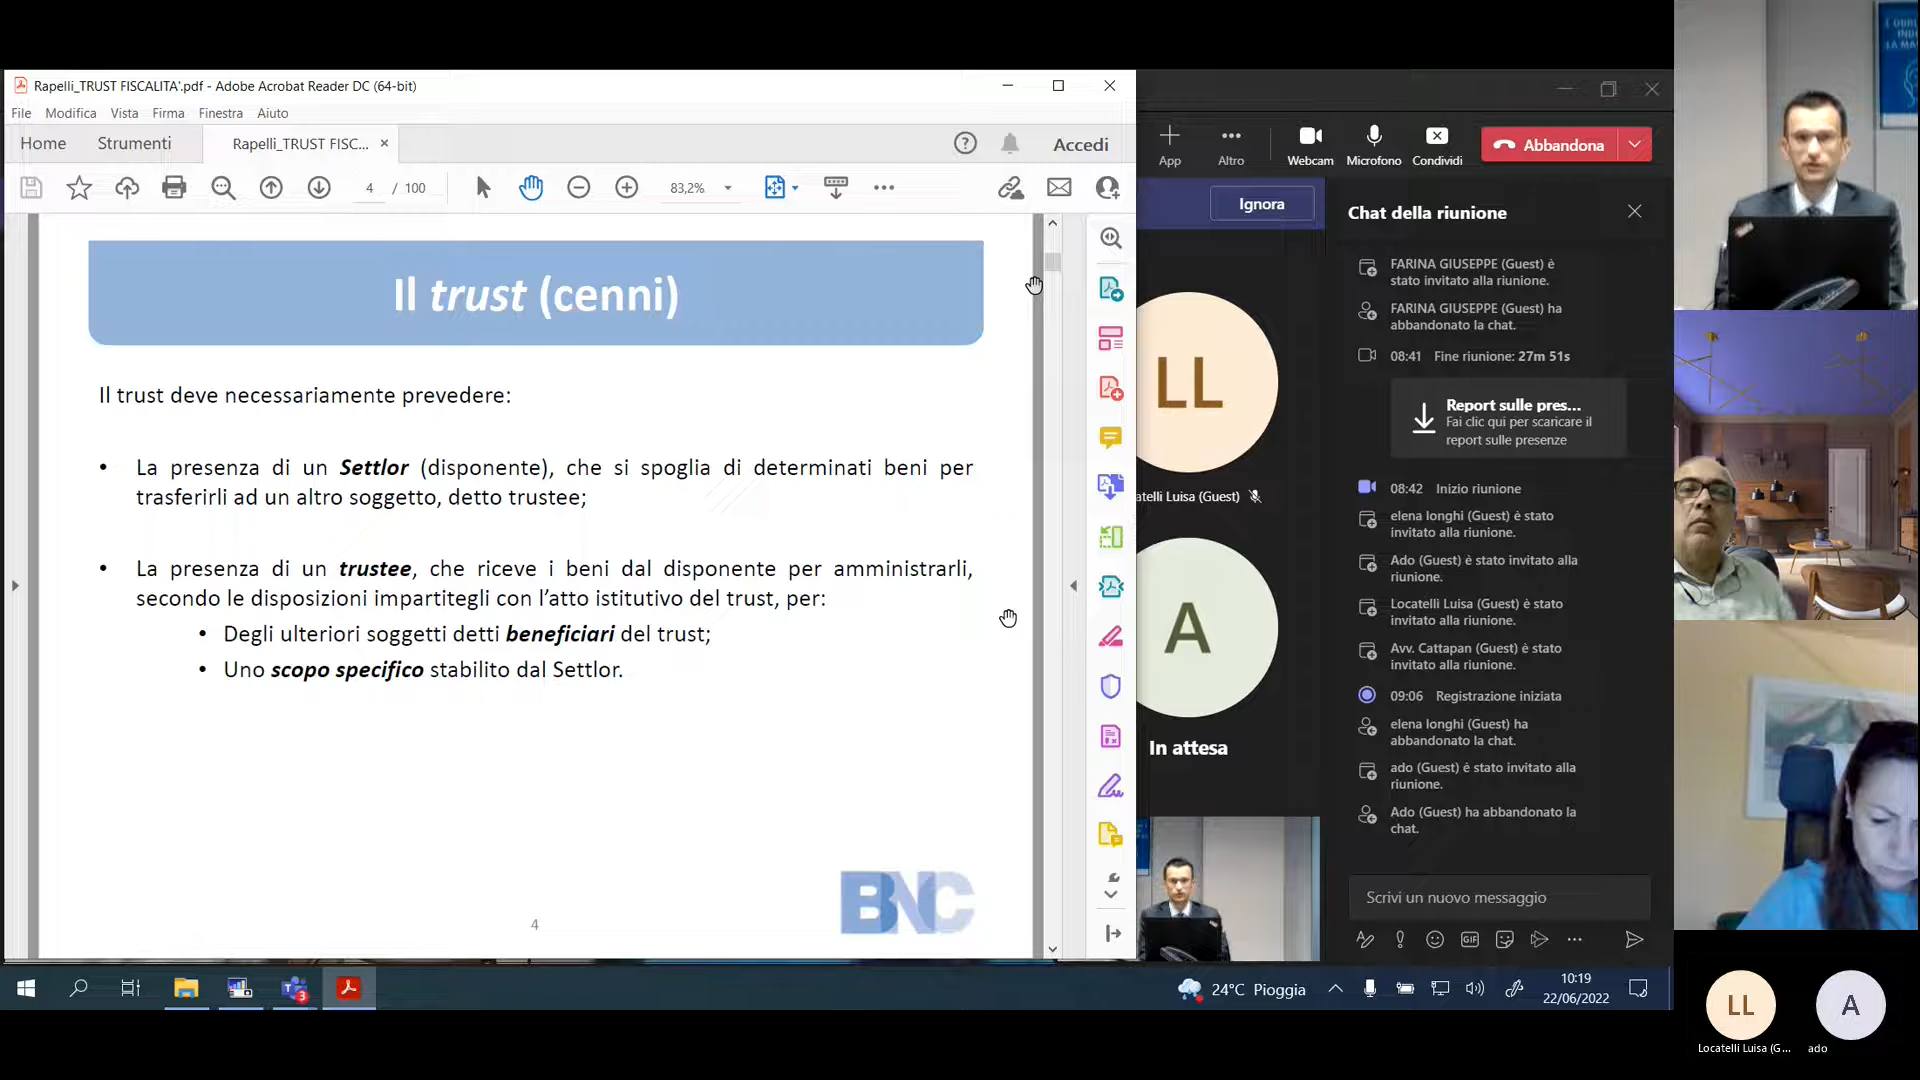 Rapelli_TRUST FISCALITA'.pdf - Adobe Acrobat Reader DC (64-bit)
File Modifica Vista Firma Finestra Aiuto
Home Strumenti Rapelli_TRUST FISC... × Accedi
4 / 100 83,2%
Il trust (cenni)
Il trust deve necessariamente prevedere:
• La presenza di un Settlor (disponente), che si spoglia di determinati beni per
trasferirli ad un altro soggetto, detto trustee;
• La presenza di un trustee, che riceve i beni dal disponente per amministrarli,
secondo le disposizioni impartitegli con l'atto istitutivo del trust, per:
• Degli ulteriori soggetti detti beneficiari del trust;
• Uno scopo specifico stabilito dal Settlor.
4
BNC
App Altro Webcam Microfono Condividi Abbandona
Ignora
LL
atelli Luisa (Guest)
A
In attesa
Chat della riunione
FARINA GIUSEPPE (Guest) è
stato invitato alla riunione.
FARINA GIUSEPPE (Guest) ha
abbandonato la chat.
08:41 Fine riunione: 27m 51s
Report sulle pres...
Fai clic qui per scaricare il
report sulle presenze
08:42 Inizio riunione
elena longhi (Guest) è stato
invitato alla riunione.
Ado (Guest) è stato invitato alla
riunione.
Locatelli Luisa (Guest) è stato
invitato alla riunione.
Avv. Cattapan (Guest) è stato
invitato alla riunione.
09:06 Registrazione iniziata
elena longhi (Guest) ha
abbandonato la chat.
ado (Guest) è stato invitato alla
riunione.
Ado (Guest) ha abbandonato la
chat.
Scrivi un nuovo messaggio
GIF
3
24°C Pioggia
10:19
22/06/2022
LL
Locatelli Luisa (G...
A
ado